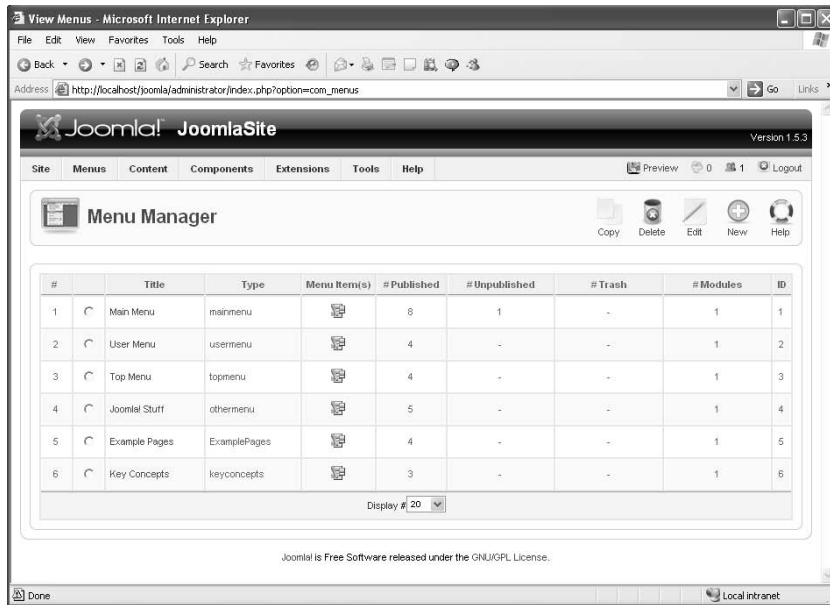 View Menus - Microsoft Internet Explorer
File Edit View Favorites Tools Help
Back Search Favorites
Address http://localhost/joomla/administrator/index.php?option=com_menus Go Links
Joomla! JoomlaSite
Version 1.5.3
Site Menus Content Components Extensions Tools Help Preview 0 1 Logout
Menu Manager
Copy Delete Edit New Help
# Title Type Menu Item(s) # Published # Unpublished # Trash # Modules ID
1 Main Menu mainmenu 8 1 - 1 1
2 User Menu usermenu 4 - - 1 2
3 Top Menu topmenu 4 - - 1 3
4 Joomla! Stuff othermenu 5 - - 1 4
5 Example Pages ExamplePages 4 - - 1 5
6 Key Concepts keyconcepts 3 - - 1 6
Display # 20
Joomla! is Free Software released under the GNU/GPL License.
Done Local intranet